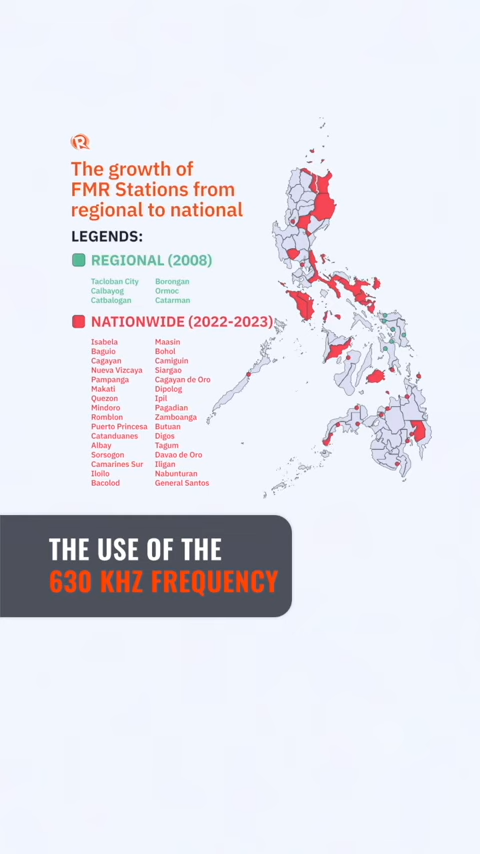 R
The growth of
FMR Stations from
regional to national
LEGENDS:
REGIONAL (2008)
Tacloban City Borongan
Calbayog Ormoc
Catbalogan Catarman
NATIONWIDE (2022-2023)
Isabela Maasin
Baguio Bohol
Cagayan Camiguin
Nueva Vizcaya Siargao
Pampanga Cagayan de Oro
Makati Dipolog
Quezon Ipil
Mindoro Pagadian
Romblon Zamboanga
Puerto Princesa Butuan
Catanduanes Digos
Albay Tagum
Sorsogon Davao de Oro
Camarines Sur Iligan
Iloilo Nabunturan
Bacolod General Santos
THE USE OF THE
630 KHZ FREQUENCY